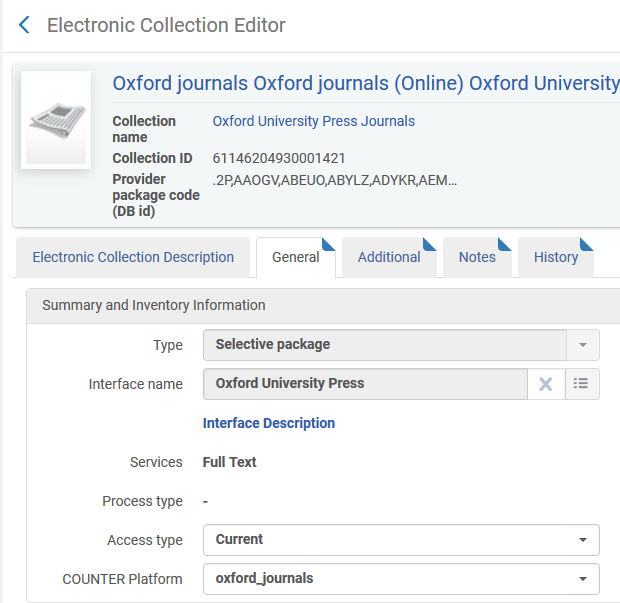 Electronic Collection Editor
Oxford journals Oxford journals (Online) Oxford University
Collection name Oxford University Press Journals
Collection ID 61146204930001421
Provider package code (DB id) .2P,AAOGV,ABEUO,ABYLZ,ADYKR,AEM...
Electronic Collection Description General Additional Notes History
Summary and Inventory Information
Type Selective package
Interface name Oxford University Press
Interface Description
Services Full Text
Process type -
Access type Current
COUNTER Platform oxford_journals